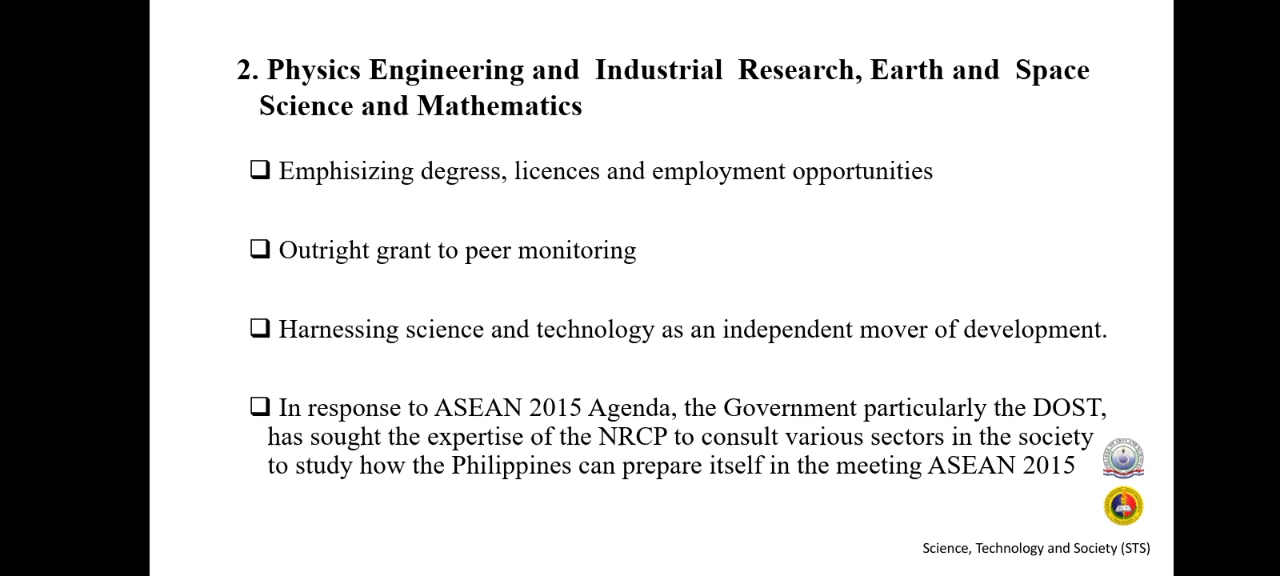 2. Physics Engineering and Industrial Research, Earth and Space
Science and Mathematics
Emphisizing degress, licences and employment opportunities
Outright grant to peer monitoring
Harnessing science and technology as an independent mover of development.
In response to ASEAN 2015 Agenda, the Government particularly the DOST,
has sought the expertise of the NRCP to consult various sectors in the society
to study how the Philippines can prepare itself in the meeting ASEAN 2015
Science, Technology and Society (STS)